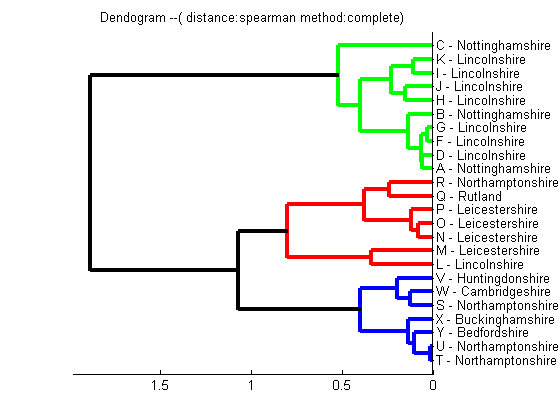 Dendogram --( distance:spearman method:complete)
C - Nottinghamshire
K - Lincolnshire
I - Lincolnshire
J - Lincolnshire
H - Lincolnshire
B - Nottinghamshire
G - Lincolnshire
F - Lincolnshire
D - Lincolnshire
A - Nottinghamshire
R - Northamptonshire
Q - Rutland
P - Leicestershire
O - Leicestershire
N - Leicestershire
M - Leicestershire
L - Lincolnshire
V - Huntingdonshire
W - Cambridgeshire
S - Northamptonshire
X - Buckinghamshire
Y - Bedfordshire
U - Northamptonshire
T - Northamptonshire
1.5 1 0.5 0